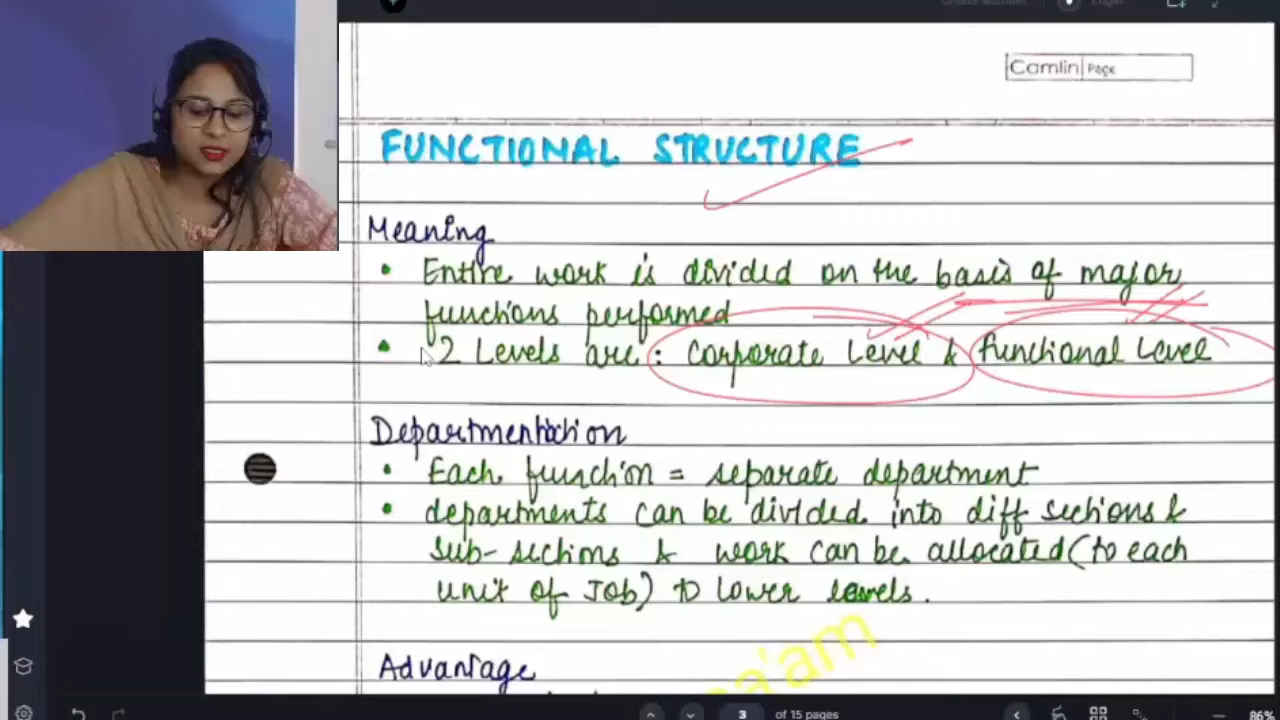 Camlin Page
FUNCTIONAL STRUCTURE
Meaning
• Entire work is divided on the basis of major
functions performed
• 2 Levels are: Corporate Level & functional Level
Departmentation
• Each function = separate department
• departments can be divided into diff sections &
sub-sections & work can be allocated (to each
unit of Job) to lower levels.
Advantage
a'am
3 of 15 pages
86%